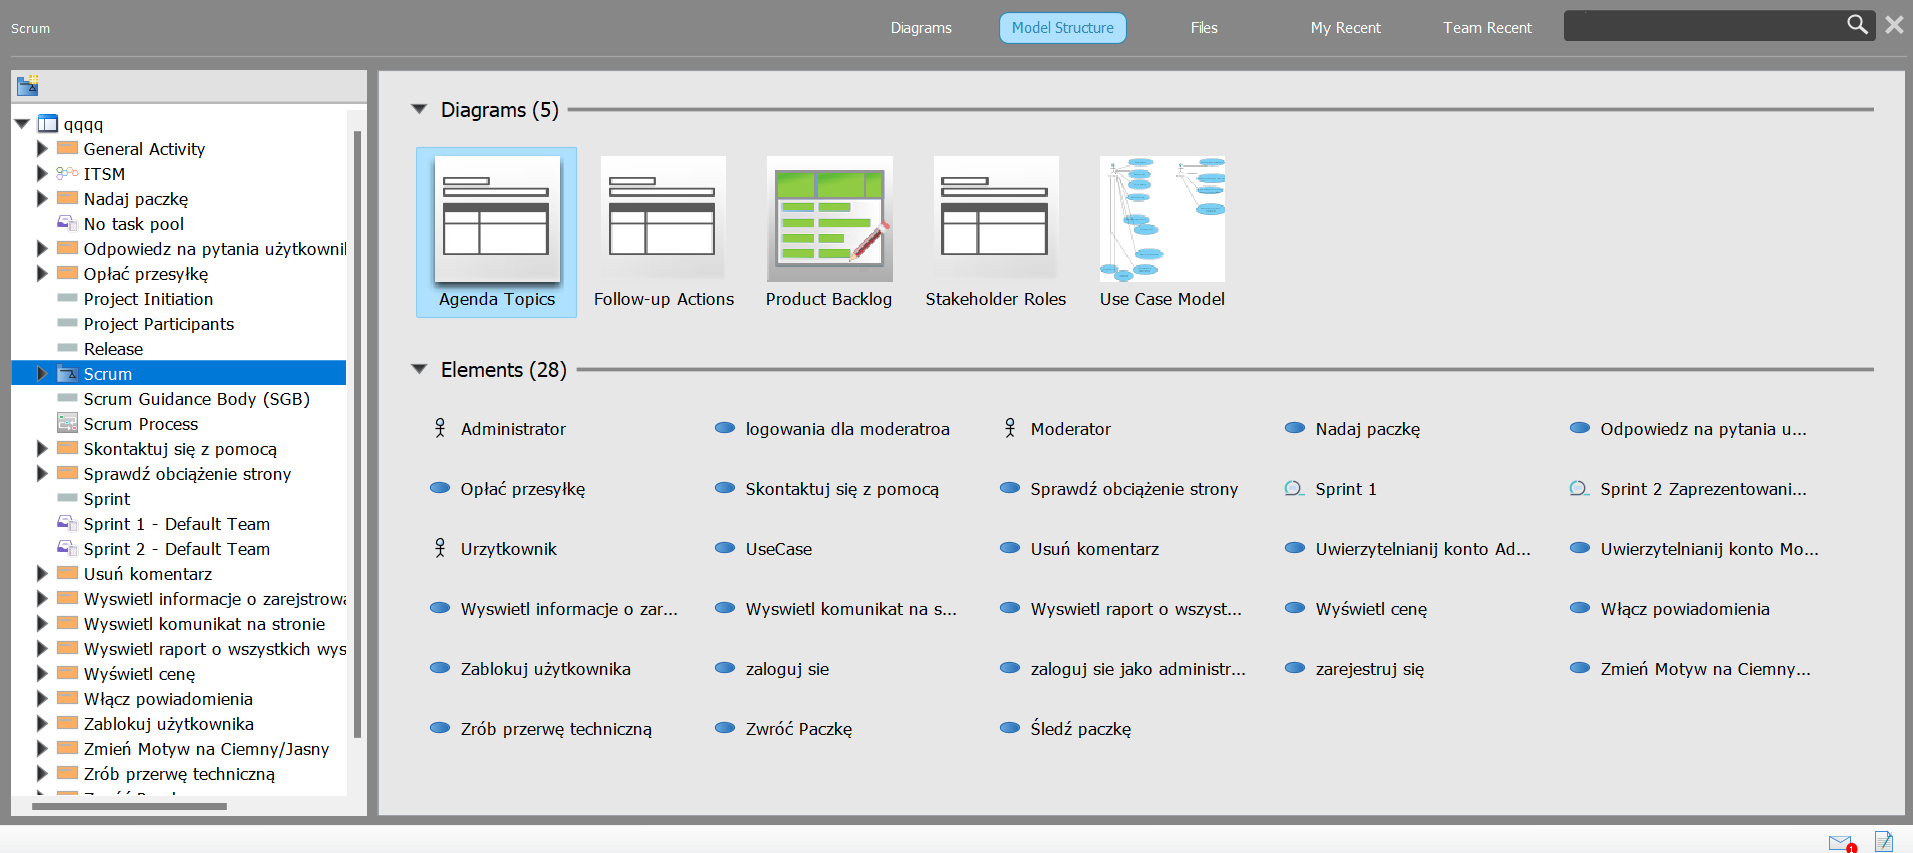 Scrum
Diagrams
Model Structure
Files
My Recent
Team Recent
qqqq
General Activity
ITSM
Nadaj paczkę
No task pool
Odpowiedz na pytania użytkowni
Opłać przesyłkę
Project Initiation
Project Participants
Release
Scrum
Scrum Guidance Body (SGB)
Scrum Process
Skontaktuj się z pomocą
Sprawdź obciążenie strony
Sprint
Sprint 1 - Default Team
Sprint 2 - Default Team
Usuń komentarz
Wyswietl informacje o zarejstrowa
Wyswietl komunikat na stronie
Wyswietl raport o wszystkich wys
Wyświetl cenę
Włącz powiadomienia
Zablokuj użytkownika
Zmień Motyw na Ciemny/Jasny
Zrób przerwę techniczną
Diagrams (5)
Agenda Topics
Follow-up Actions
Product Backlog
Stakeholder Roles
Use Case Model
Elements (28)
Administrator
logowania dla moderatroa
Moderator
Nadaj paczkę
Odpowiedz na pytania u...
Opłać przesyłkę
Skontaktuj się z pomocą
Sprawdź obciążenie strony
Sprint 1
Sprint 2 Zaprezentowani...
Urzytkownik
UseCase
Usuń komentarz
Uwierzytelnianij konto Ad...
Uwierzytelnianij konto Mo...
Wyswietl informacje o zar...
Wyswietl komunikat na s...
Wyswietl raport o wszyst...
Wyświetl cenę
Włącz powiadomienia
Zablokuj użytkownika
zaloguj sie
zaloguj sie jako administr...
zarejestruj się
Zmień Motyw na Ciemny...
Zrób przerwę techniczną
Zwróć Paczkę
Śledź paczkę
1